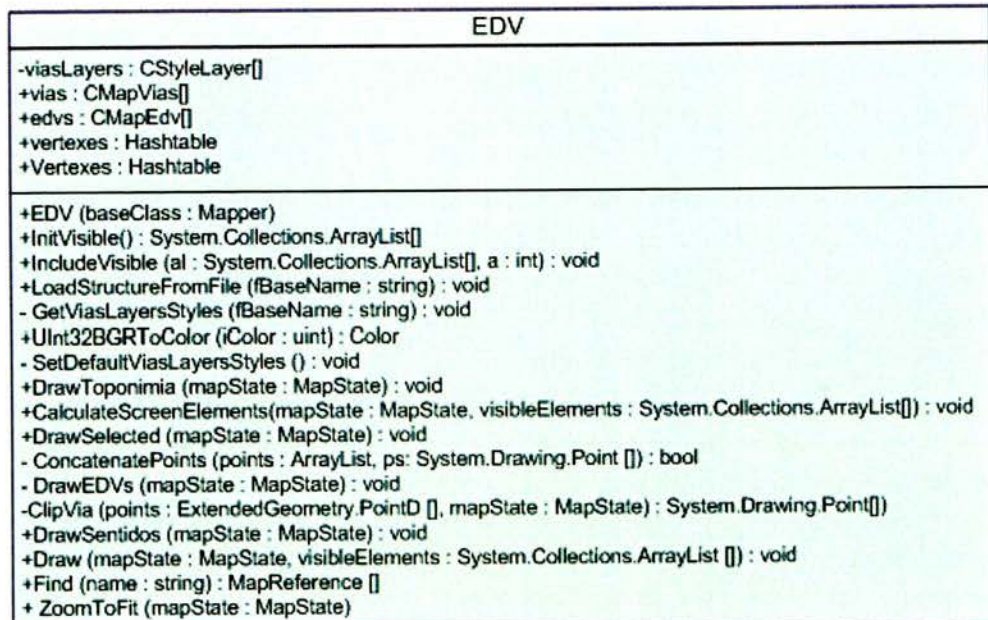 EDV
-viasLayers : CStyleLayer[]
+vias : CMapVias[]
+edvs : CMapEdv[]
+vertexes : Hashtable
+Vertexes : Hashtable
+EDV (baseClass : Mapper)
+InitVisible() : System.Collections.ArrayList[]
+IncludeVisible (al : System.Collections.ArrayList[], a : int) : void
+LoadStructureFromFile (fBaseName : string) : void
- GetViasLayersStyles (fBaseName : string) : void
+UInt32BGRToColor (iColor : uint) : Color
- SetDefaultViasLayersStyles () : void
+DrawToponimia (mapState : MapState) : void
+CalculateScreenElements(mapState : MapState, visibleElements : System.Collections.ArrayList[]) : void
+DrawSelected (mapState : MapState) : void
- ConcatenatePoints (points : ArrayList, ps: System.Drawing.Point []) : bool
- DrawEDVs (mapState : MapState) : void
-ClipVia (points : ExtendedGeometry.PointD [], mapState : MapState) : System.Drawing.Point[])
+DrawSentidos (mapState : MapState) : void
+Draw (mapState : MapState, visibleElements : System.Collections.ArrayList []) : void
+Find (name : string) : MapReference []
+ ZoomToFit (mapState : MapState)